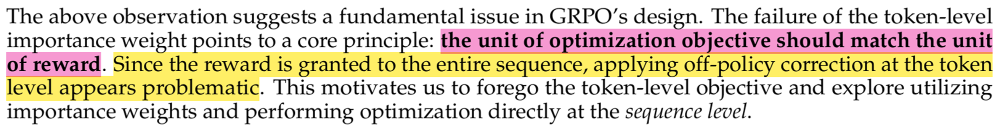 The above observation suggests a fundamental issue in GRPO’s design. The failure of the token-level
importance weight points to a core principle: the unit of optimization objective should match the unit
of reward. Since the reward is granted to the entire sequence, applying off-policy correction at the token
level appears problematic. This motivates us to forego the token-level objective and explore utilizing
importance weights and performing optimization directly at the sequence level.